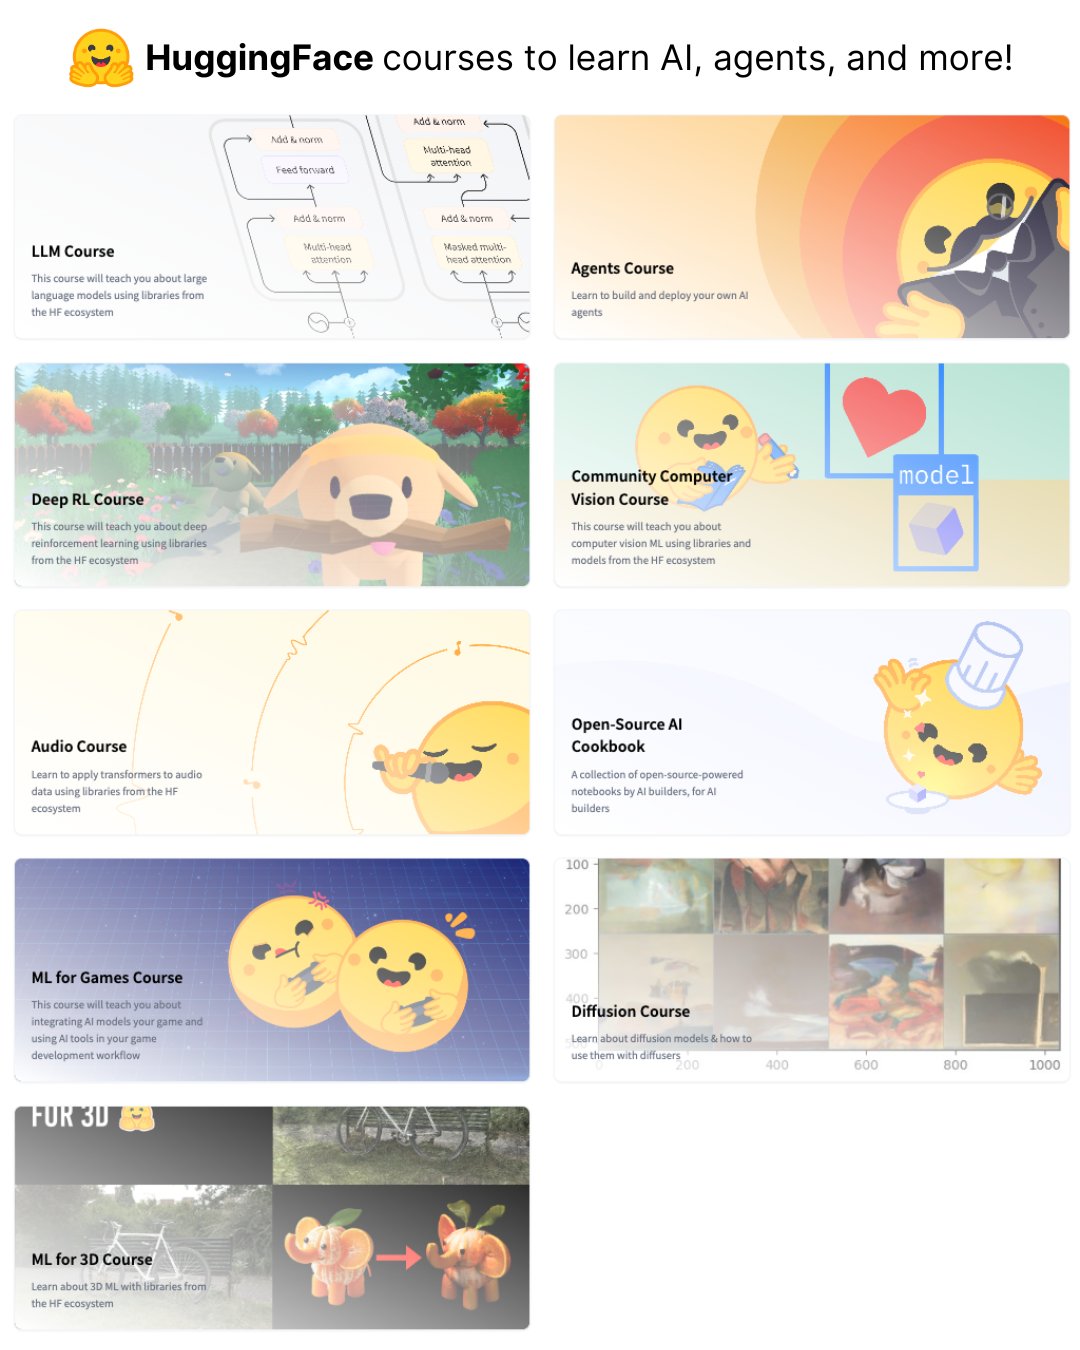 HuggingFace courses to learn AI, agents, and more!
Add & norm
Feed forward
Add & norm
Multi-head
attention
Add & norm
Multi-head
attention
Add & norm
Masked multi-
head attention
LLM Course
This course will teach you about large
language models using libraries from
the HF ecosystem
Agents Course
Learn to build and deploy your own AI
agents
Deep RL Course
This course will teach you about deep
reinforcement learning using libraries
from the HF ecosystem
model
Community Computer
Vision Course
This course will teach you about
computer vision ML using libraries and
models from the HF ecosystem
Audio Course
Learn to apply transformers to audio
data using libraries from the HF
ecosystem
Open-Source AI
Cookbook
A collection of open-source-powered
notebooks by AI builders, for AI
builders
ML for Games Course
This course will teach you about
integrating AI models your game and
using AI tools in your game
development workflow
100
200
300
400
Diffusion Course
Learn about diffusion models & how to
use them with diffusers
0 200 400 600 800 1000
FOR 3D
ML for 3D Course
Learn about 3D ML with libraries from
the HF ecosystem